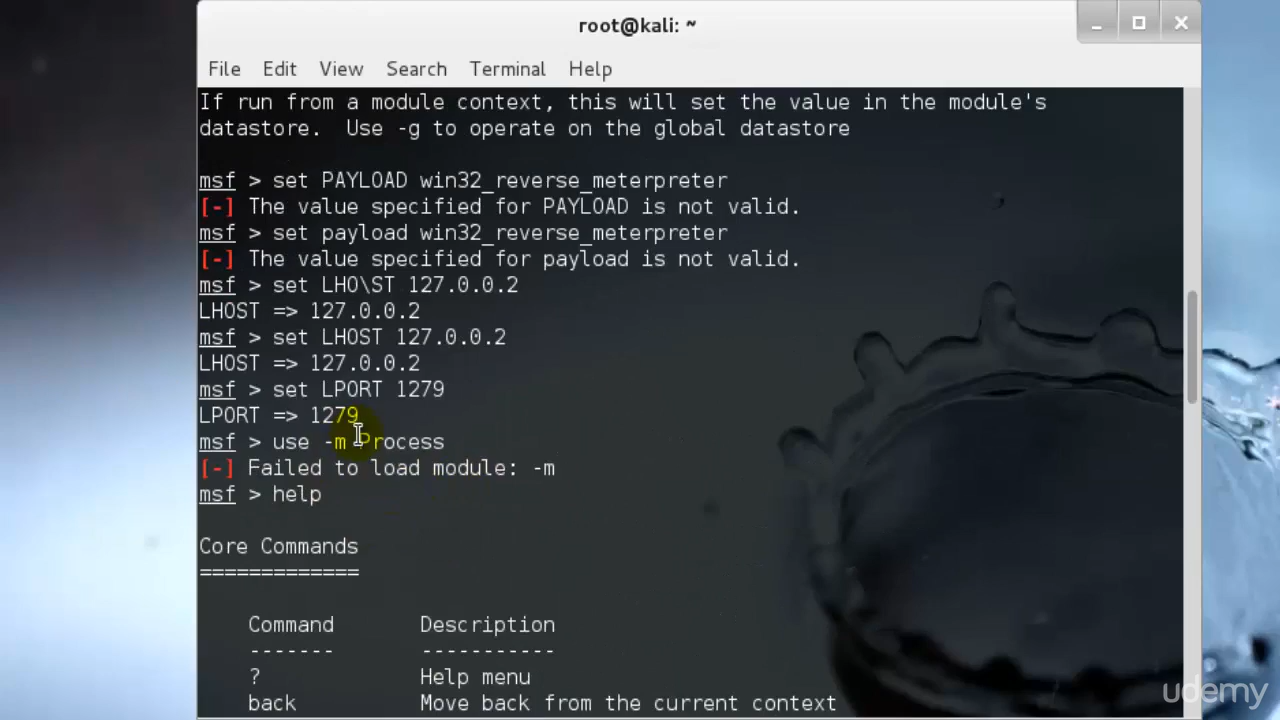 root@kali: ~
File Edit View Search Terminal Help
If run from a module context, this will set the value in the module's
datastore.  Use -g to operate on the global datastore
msf > set PAYLOAD win32_reverse_meterpreter
[-] The value specified for PAYLOAD is not valid.
msf > set payload win32_reverse_meterpreter
[-] The value specified for payload is not valid.
msf > set LHO\ST 127.0.0.2
LHOST => 127.0.0.2
msf > set LHOST 127.0.0.2
LHOST => 127.0.0.2
msf > set LPORT 1279
LPORT => 1279
msf > use -m Process
[-] Failed to load module: -m
msf > help
Core Commands
=============
Command Description
------- -----------
? Help menu
back Move back from the current context
udemy